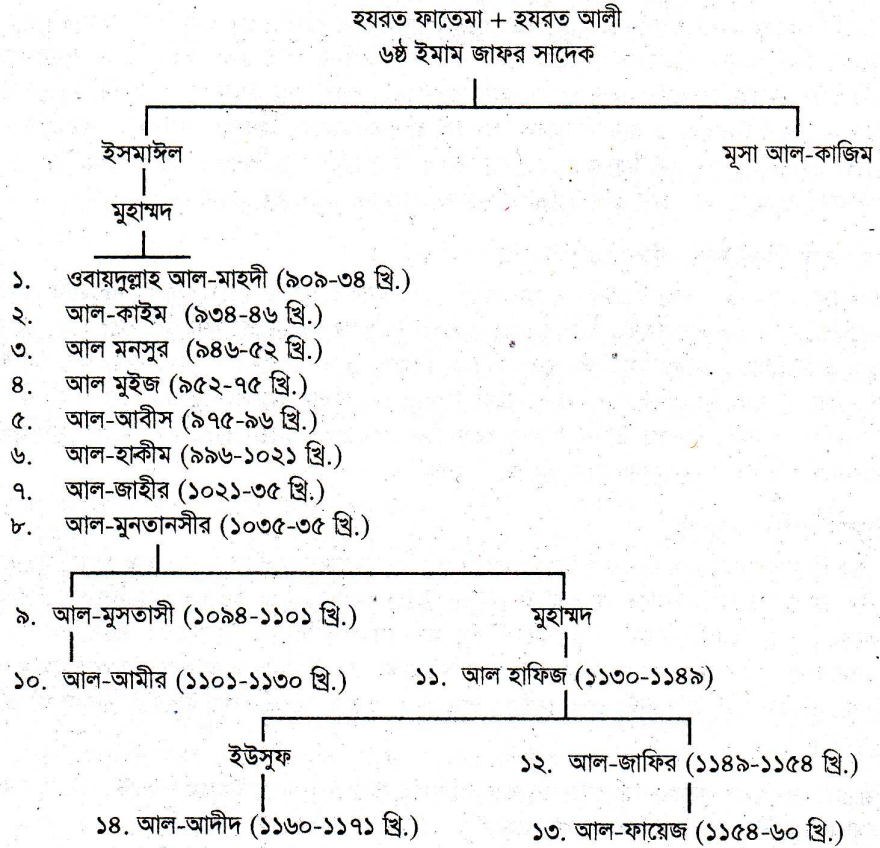 হযরত ফাতেমা + হযরত আলী
৬ষ্ঠ ইমাম জাফর সাদেক
ইসমাঈল
মূসা আল-কাজিম
মুহাম্মদ
১. ওবায়দুল্লাহ আল-মাহদী (৯০৯-৩৪ খ্রি.)
২. আল-কাইম (৯৩৪-৪৬ খ্রি.)
৩. আল মনসুর (৯৪৬-৫২ খ্রি.)
৪. আল মুইজ (৯৫২-৭৫ খ্রি.)
৫. আল-আবীস (৯৭৫-৯৬ খ্রি.)
৬. আল-হাকীম (৯৯৬-১০২১ খ্রি.)
৭. আল-জাহীর (১০২১-৩৫ খ্রি.)
৮. আল-মুনতানসীর (১০৩৫-৩৫ খ্রি.)
৯. আল-মুসতাসী (১০৯৪-১১০১ খ্রি.)
মুহাম্মদ
১০. আল-আমীর (১১০১-১১৩০ খ্রি.)
১১. আল হাফিজ (১১৩০-১১৪৯)
ইউসুফ
১২. আল-জাফির (১১৪৯-১১৫৪ খ্রি.)
১৪. আল-আদীদ (১১৬০-১১৭১ খ্রি.)
১৩. আল-ফায়েজ (১১৫৪-৬০ খ্রি.)